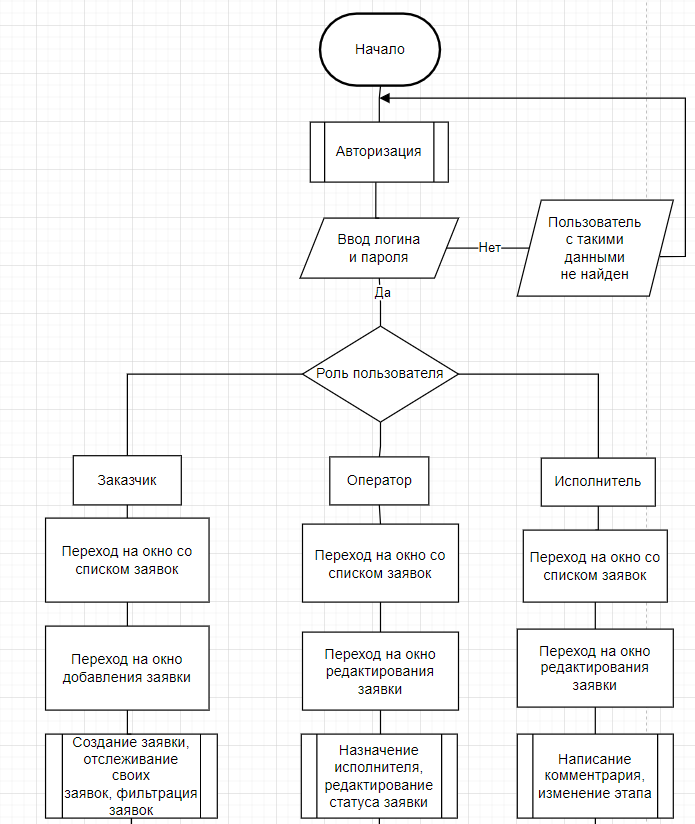 Начало
Авторизация
Ввод логина
и пароля
Нет
Пользователь
с такими
данными
не найден
Да
Роль пользователя
Заказчик
Оператор
Исполнитель
Переход на окно со
списком заявок
Переход на окно со
списком заявок
Переход на окно со
списком заявок
Переход на окно
добавления заявки
Переход на окно
редактирования
заявки
Переход на окно
редактирования
заявки
Создание заявки,
отслеживание
своих
заявок, фильтрация
заявок
Назначение
исполнителя,
редактирование
статуса заявки
Написание
комментрария,
изменение этапа